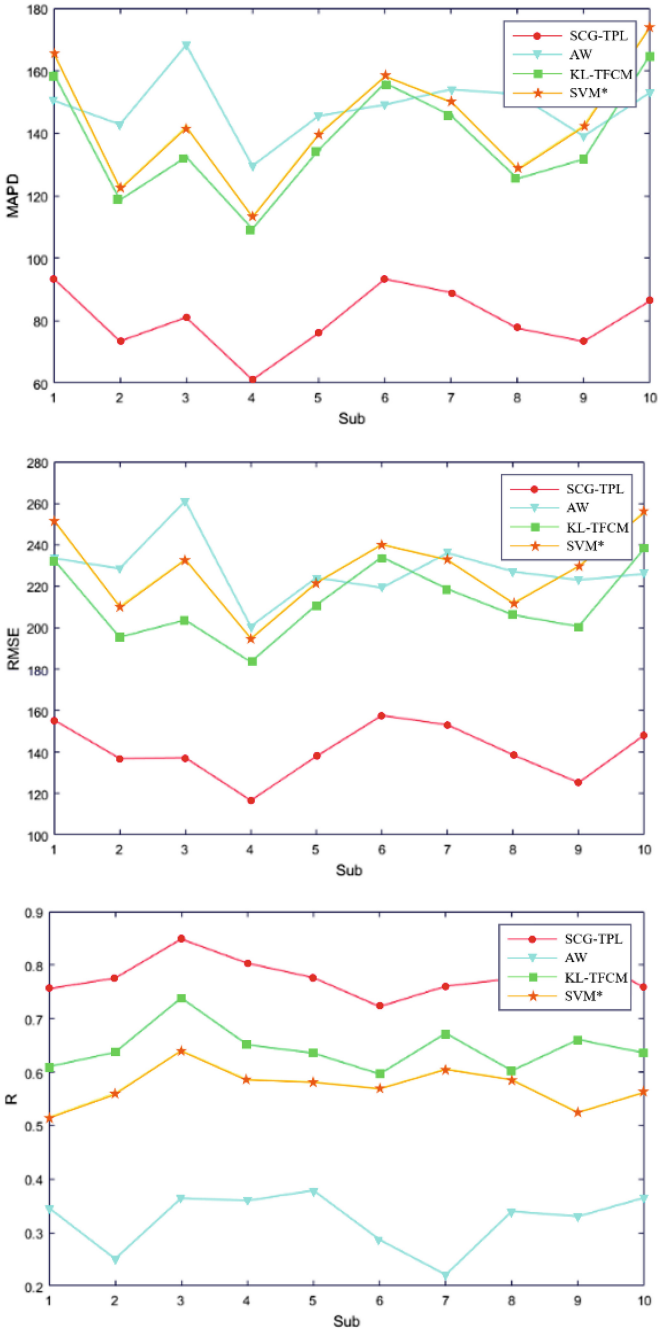 180
160
140
120
100
80
60
MAPD
SCG-TPL
AW
KL-TFCM
SVM*
1 2 3 4 5 6 7 8 9 10
Sub
280
260
240
220
200
180
160
140
120
100
RMSE
SCG-TPL
AW
KL-TFCM
SVM*
1 2 3 4 5 6 7 8 9 10
Sub
0.9
0.8
0.7
0.6
0.5
0.4
0.3
0.2
R
SCG-TPL
AW
KL-TFCM
SVM*
1 2 3 4 5 6 7 8 9 10
Sub